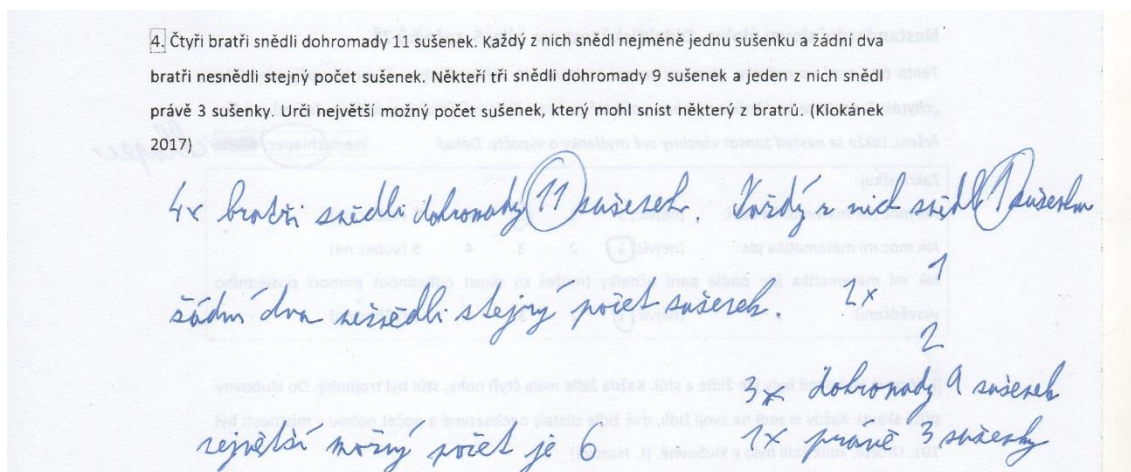 4. Čtyři bratři snědli dohromady 11 sušenek. Každý z nich snědl nejméně jednu sušenku a žádní dva
bratři nesnědli stejný počet sušenek. Někteří tři snědli dohromady 9 sušenek a jeden z nich snědl
právě 3 sušenky. Urči největší možný počet sušenek, který mohl sníst některý z bratrů. (Klokánek
2017)
4x bratři snědli dohromady 11 sušenek. Každý z nich snědl 1 sušenku
1
žádní dva nesnědli stejný počet sušenek. 1x
2
3x dohromady 9 sušenek
největší možný počet je 6 1x právě 3 sušenky